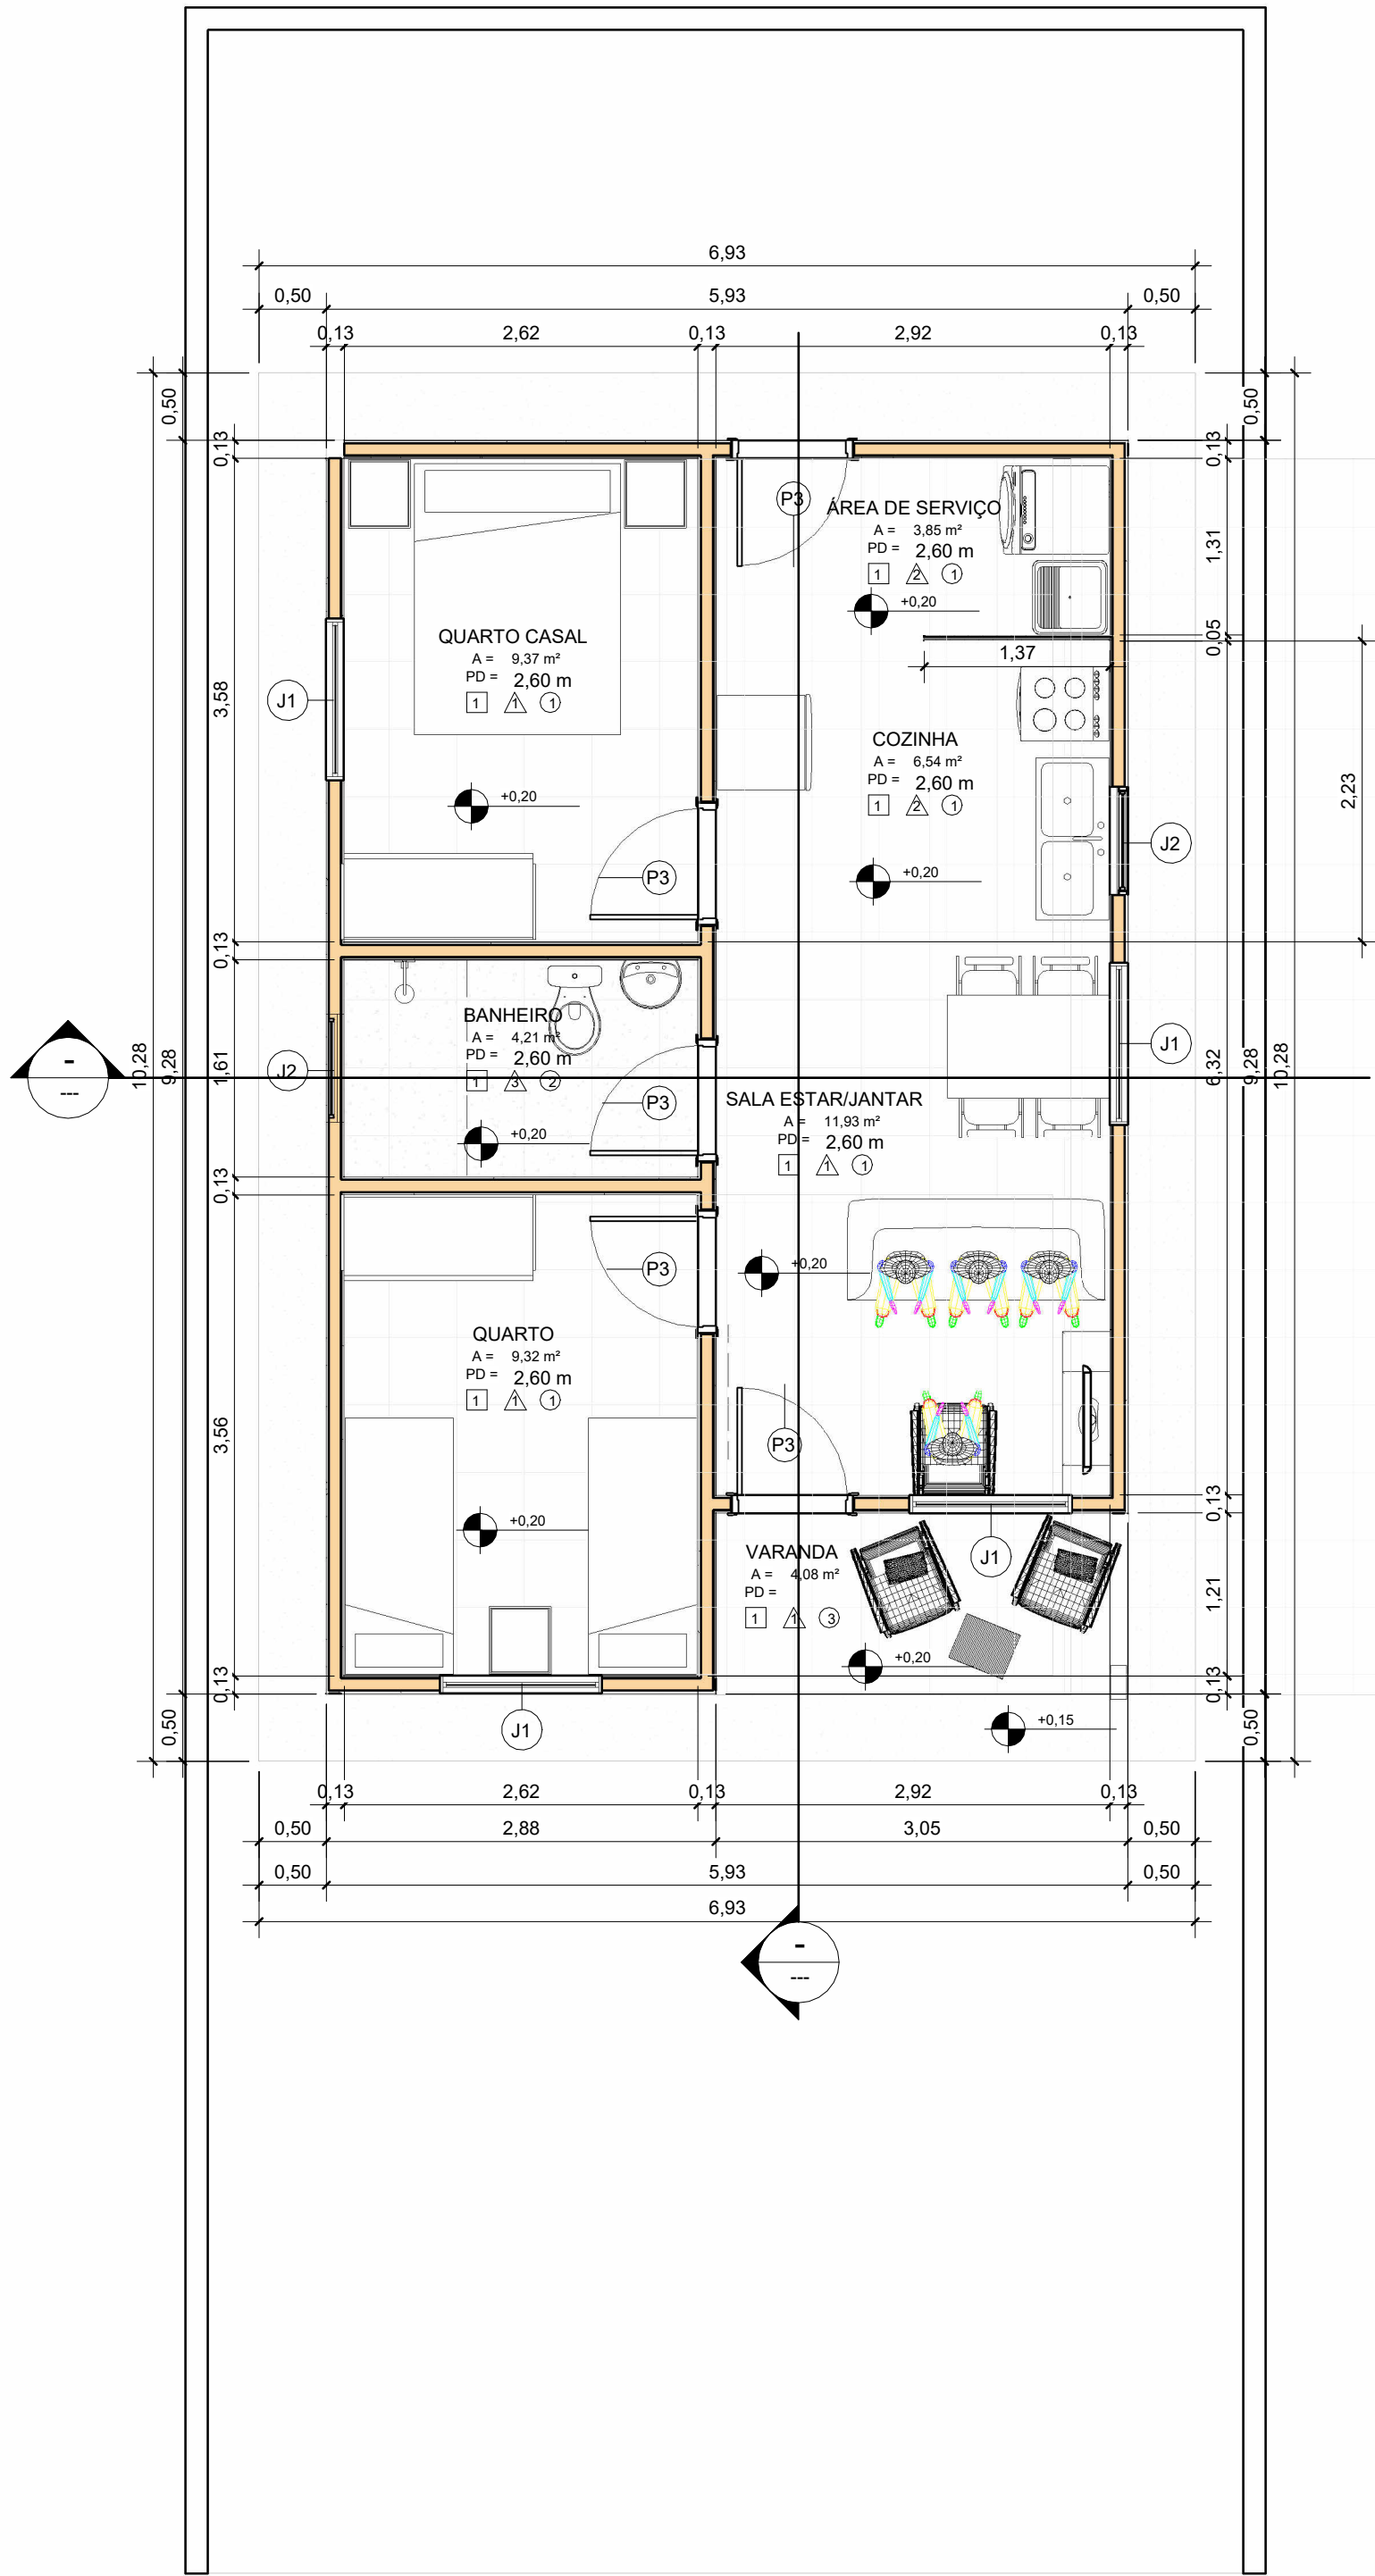 6,93
0,50 5,93 0,50
0,13 2,62 0,13 2,92 0,13
0,50 0,50
0,13 0,13
P3
ÁREA DE SERVIÇO
A = 3,85 m²
PD = 2,60 m
1 2 1
+0,20
1,31
0,05
1,37
QUARTO CASAL
A = 9,37 m²
PD = 2,60 m
1 1 1
J1
3,58
+0,20
P3
COZINHA
A = 6,54 m²
PD = 2,60 m
1 2 1
2,23
J2
+0,20
0,13
BANHEIRO
A = 4,21 m²
PD = 2,60 m
1 3 2
J2
P3
+0,20
-
---
10,28
9,28
1,61
J1
6,32
9,28
10,28
SALA ESTAR/JANTAR
A = 11,93 m²
PD = 2,60 m
1 1 1
0,13
P3
+0,20
QUARTO
A = 9,32 m²
PD = 2,60 m
1 1 1
3,56
P3
+0,20
0,13
VARANDA
A = 4,08 m²
PD =
1 1 3
J1
1,21
+0,20
0,13 0,13
J1
+0,15
0,50 0,50
0,13 2,62 0,13 2,92 0,13
0,50 2,88 3,05 0,50
0,50 5,93 0,50
6,93
-
---